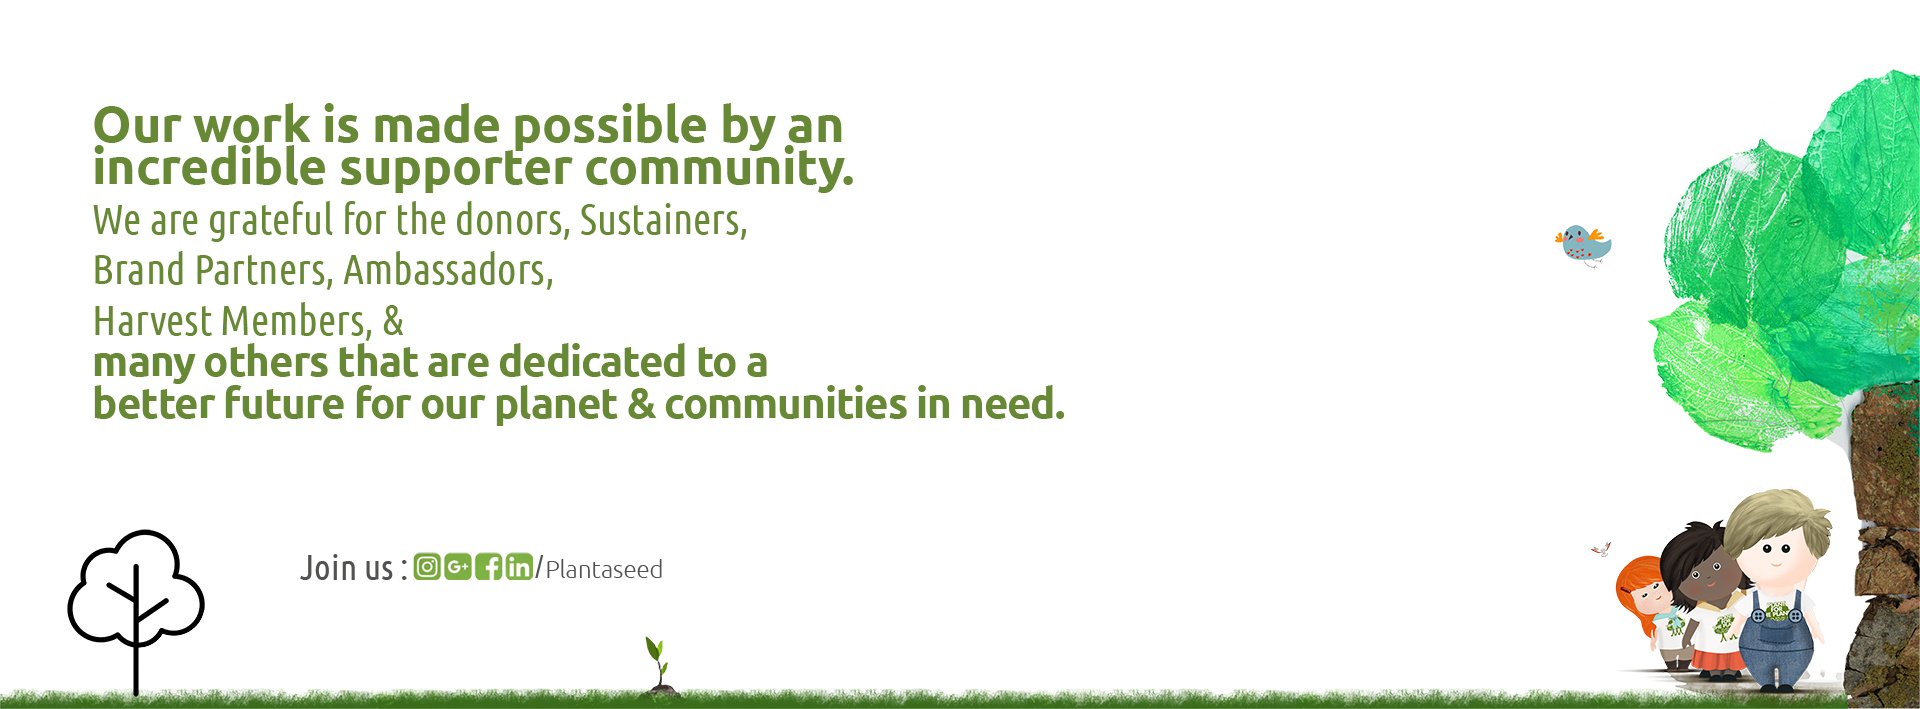 Our work is made possible by an
incredible supporter community.
We are grateful for the donors, Sustainers,
Brand Partners, Ambassadors,
Harvest Members, &
many others that are dedicated to a
better future for our planet & communities in need.
Join us : /Plantaseed